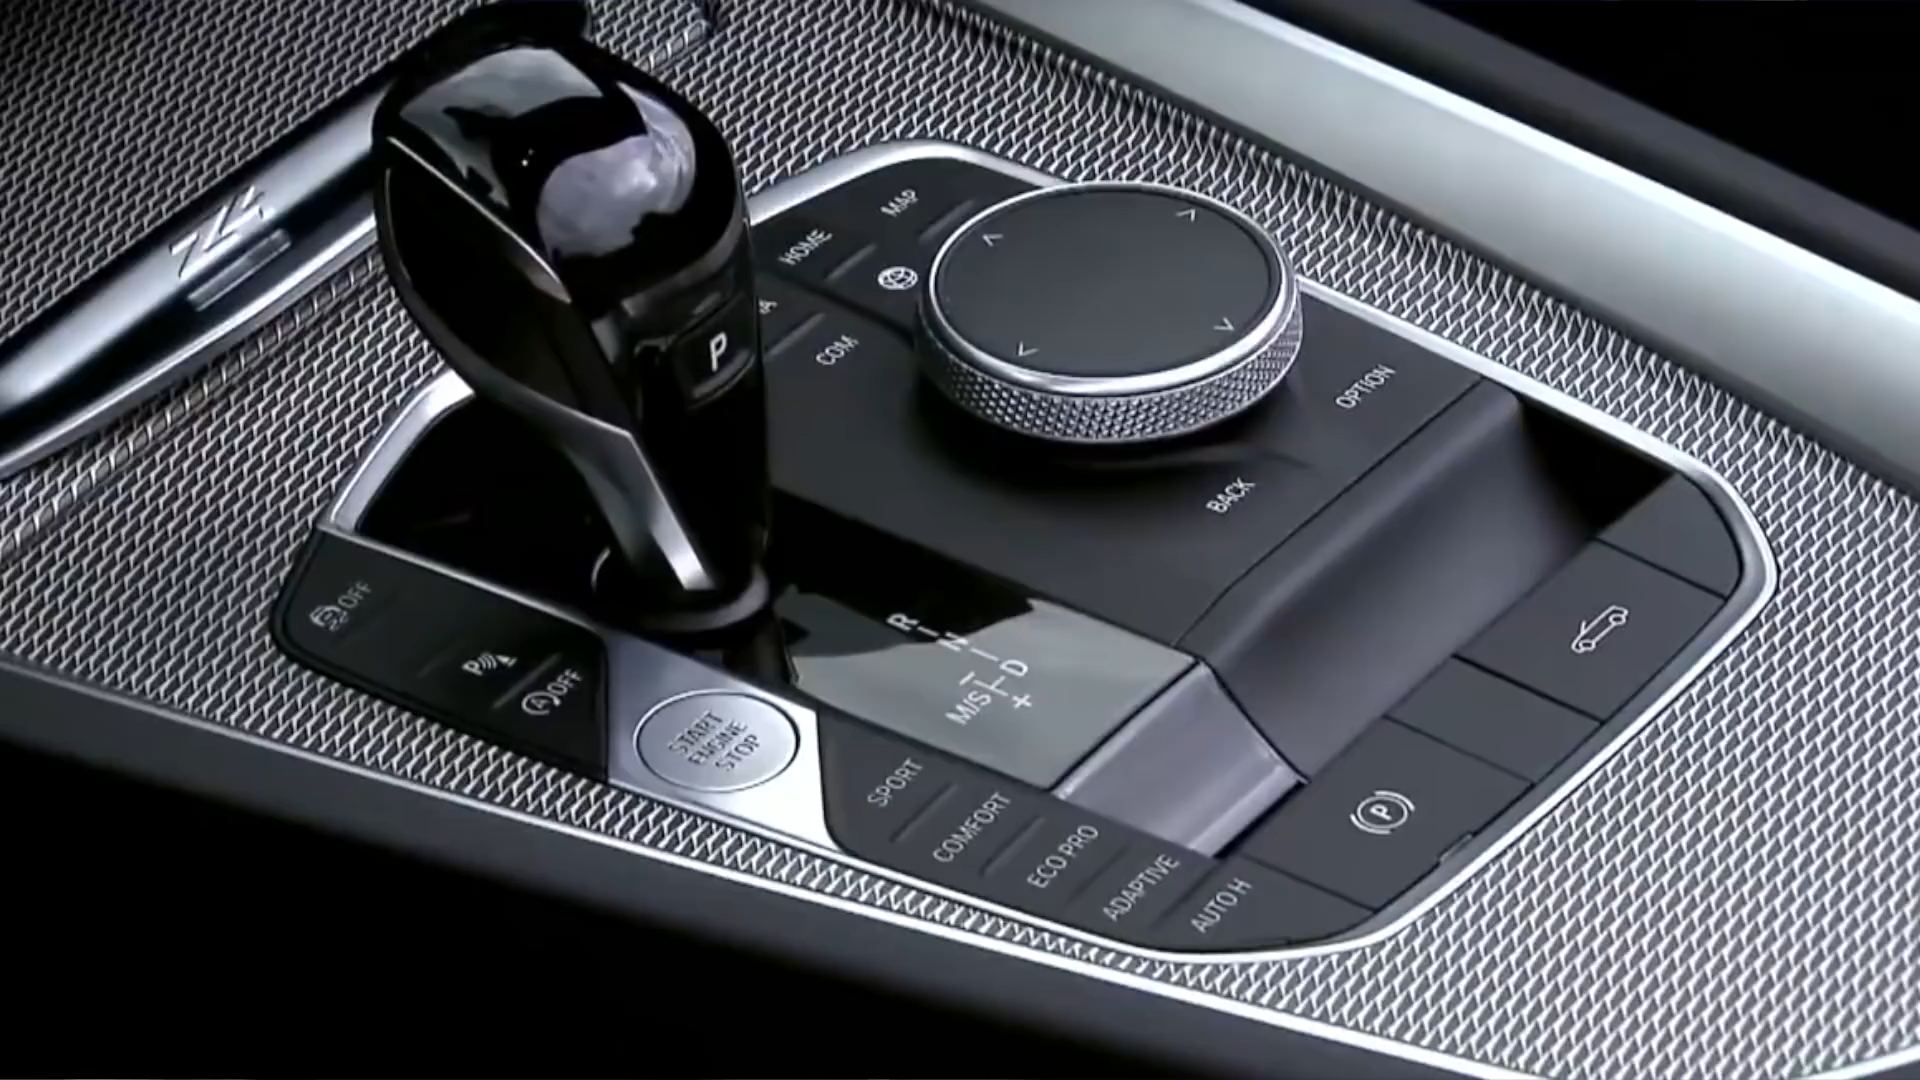 Z4
MAP
HOME
A
COM
P
OPTION
BACK
OFF
P
A OFF
R
N
D
M/S
+
START
ENGINE
STOP
SPORT
COMFORT
ECO PRO
ADAPTIVE
AUTO H
P